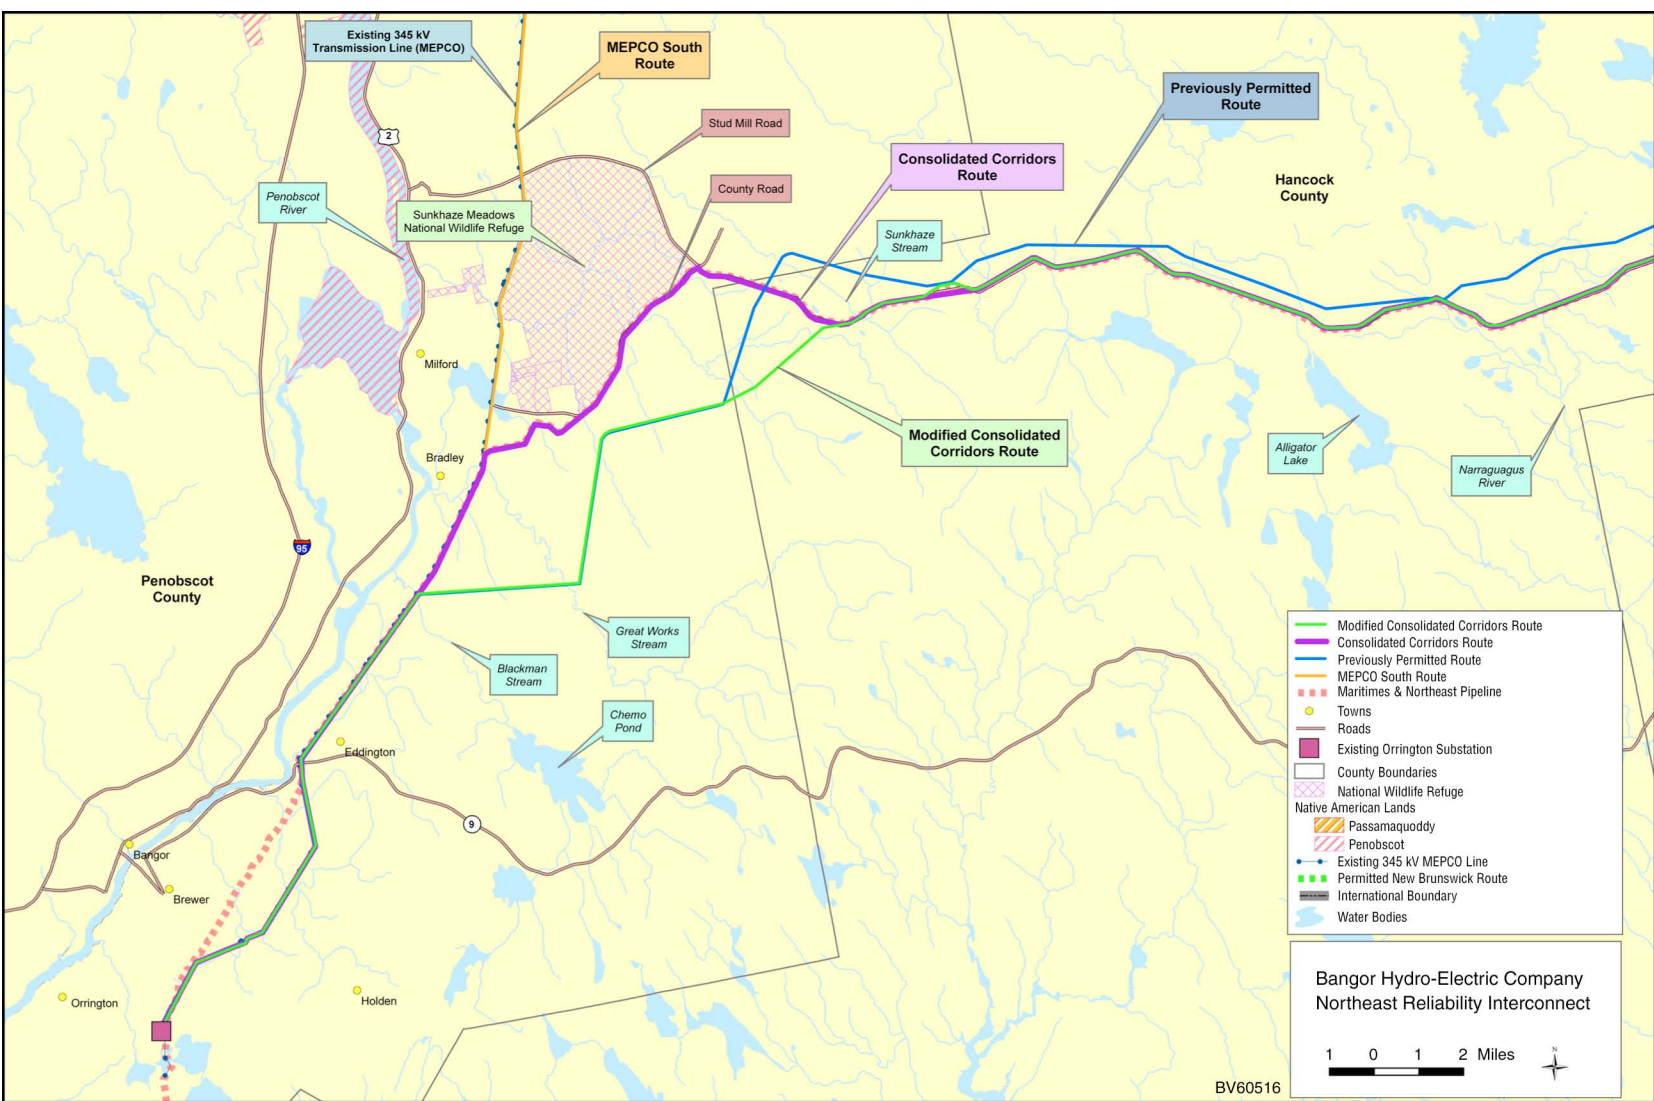 Existing 345 kV
Transmission Line (MEPCO)
MEPCO South
Route
Previously Permitted
Route
Stud Mill Road
2
Consolidated Corridors
Route
County Road
Hancock
County
Penobscot
River
Sunkhaze Meadows
National Wildlife Refuge
Sunkhaze
Stream
Milford
Modified Consolidated
Corridors Route
Alligator
Lake
Narraguagus
River
Bradley
95
Penobscot
County
Great Works
Stream
Blackman
Stream
Chemo
Pond
Eddington
9
Bangor
Brewer
Orrington
Holden
Modified Consolidated Corridors Route
Consolidated Corridors Route
Previously Permitted Route
MEPCO South Route
Maritimes & Northeast Pipeline
Towns
Roads
Existing Orrington Substation
County Boundaries
National Wildlife Refuge
Native American Lands
Passamaquoddy
Penobscot
Existing 345 kV MEPCO Line
Permitted New Brunswick Route
International Boundary
Water Bodies
Bangor Hydro-Electric Company
Northeast Reliability Interconnect
1 0 1 2 Miles
N
BV60516